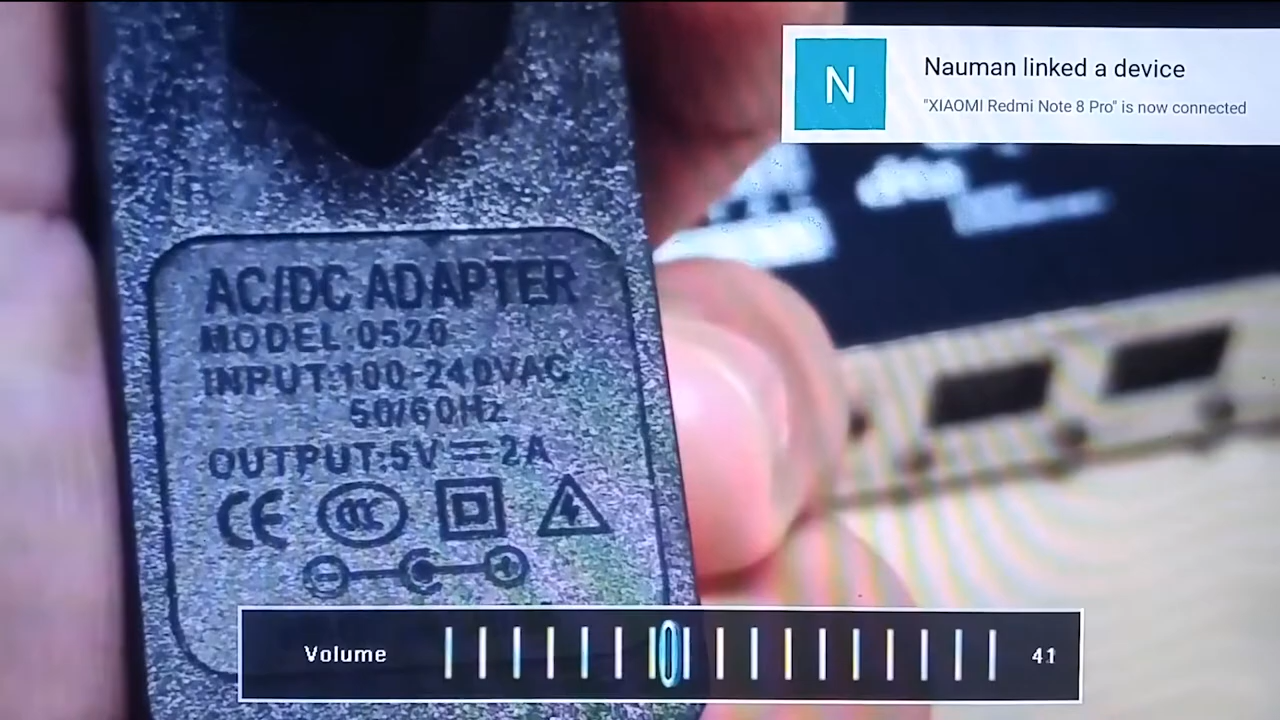 N
Nauman linked a device
"XIAOMI Redmi Note 8 Pro" is now connected
AC/DC ADAPTER
MODEL:0520
INPUT:100-240VAC
50/60Hz
OUTPUT:5V⎓2A
CE CCC
Volume 41